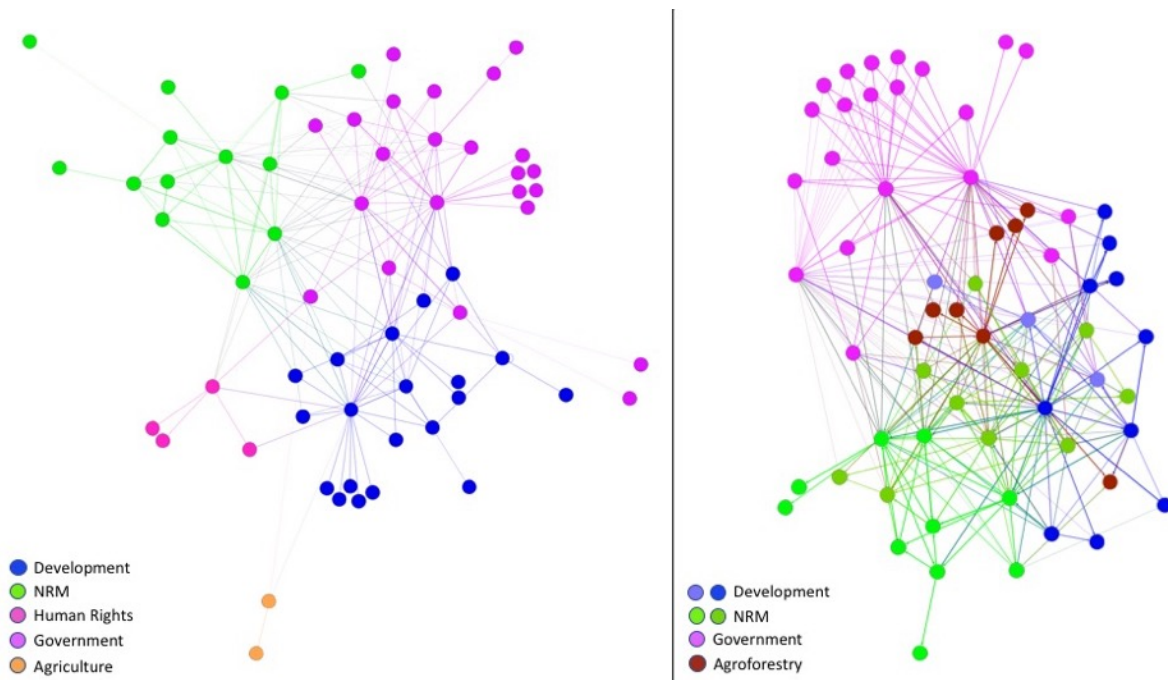 Development
NRM
Human Rights
Government
Agriculture
Development
NRM
Government
Agroforestry